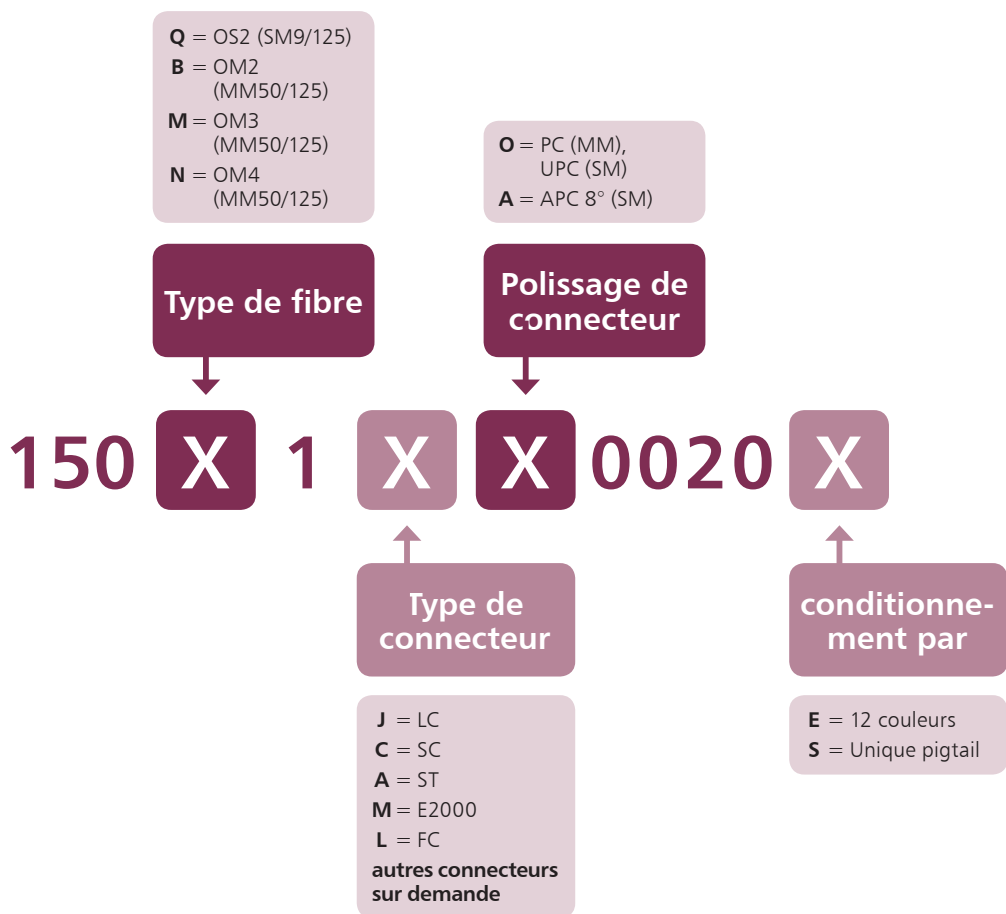 Q = OS2 (SM9/125)
B = OM2
(MM50/125)
M = OM3
(MM50/125)
N = OM4
(MM50/125)
O = PC (MM),
UPC (SM)
A = APC 8° (SM)
Type de fibre
Polissage de
connecteur
150 X 1 X X 0020 X
Type de
connecteur
conditionne-
ment par
J = LC
C = SC
A = ST
M = E2000
L = FC
autres connecteurs
sur demande
E = 12 couleurs
S = Unique pigtail